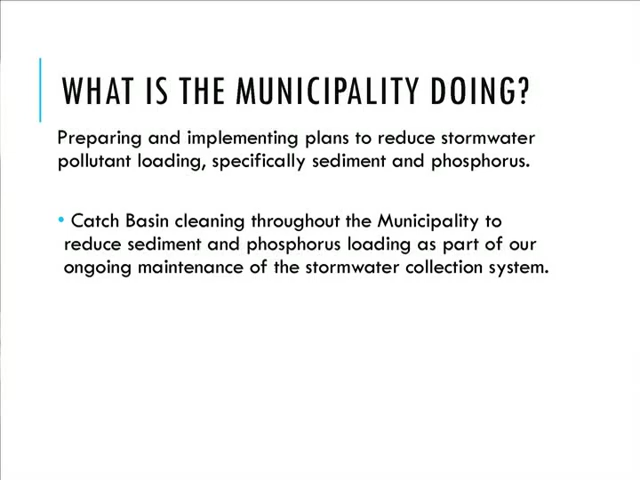 WHAT IS THE MUNICIPALITY DOING?
Preparing and implementing plans to reduce stormwater
pollutant loading, specifically sediment and phosphorus.
• Catch Basin cleaning throughout the Municipality to
reduce sediment and phosphorus loading as part of our
ongoing maintenance of the stormwater collection system.